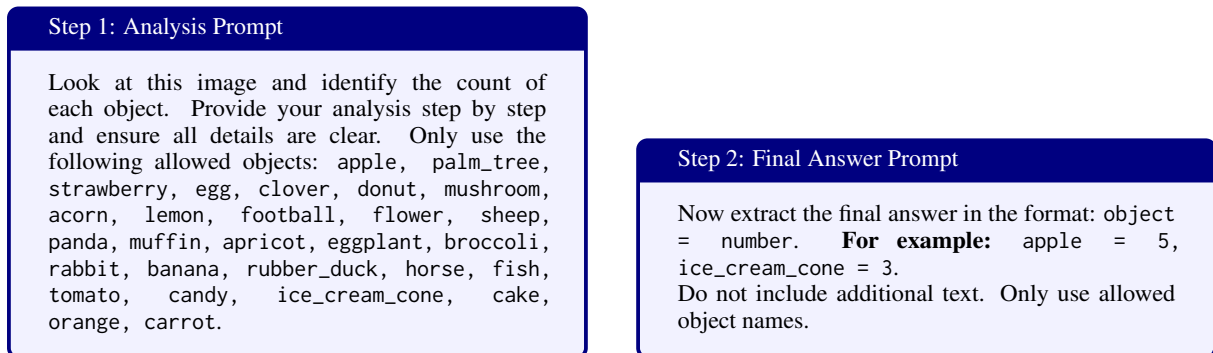 Step 1: Analysis Prompt
Look at this image and identify the count of
each object. Provide your analysis step by step
and ensure all details are clear. Only use the
following allowed objects: apple, palm_tree,
strawberry, egg, clover, donut, mushroom,
acorn, lemon, football, flower, sheep,
panda, muffin, apricot, eggplant, broccoli,
rabbit, banana, rubber_duck, horse, fish,
tomato, candy, ice_cream_cone, cake,
orange, carrot.
Step 2: Final Answer Prompt
Now extract the final answer in the format: object
= number. For example: apple = 5,
ice_cream_cone = 3.
Do not include additional text. Only use allowed
object names.